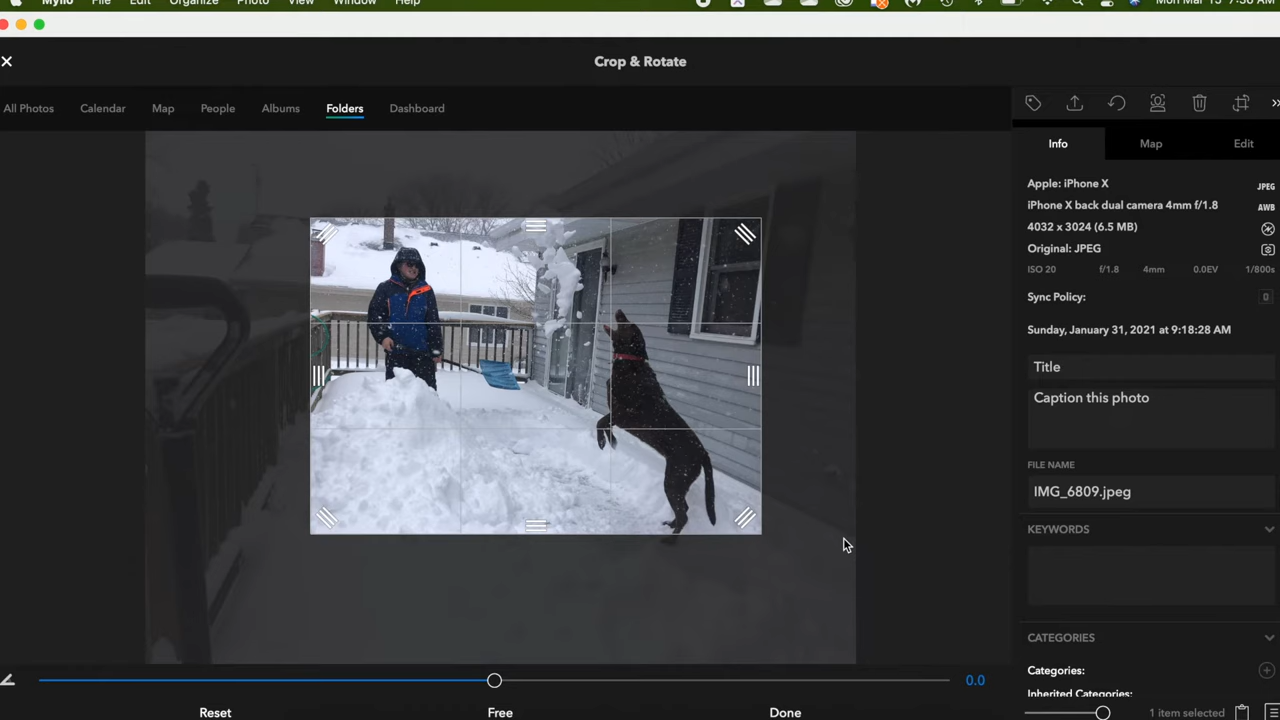 Mylio File Edit Organize Photo View Window Help Mon Mar 15 7:36 AM
Crop & Rotate
All Photos Calendar Map People Albums Folders Dashboard
Info Map Edit
Apple: iPhone X JPEG
iPhone X back dual camera 4mm f/1.8 AWB
4032 x 3024 (6.5 MB)
Original: JPEG
ISO 20 f/1.8 4mm 0.0EV 1/800s
Sync Policy: 0
Sunday, January 31, 2021 at 9:18:28 AM
Title
Caption this photo
FILE NAME
IMG_6809.jpeg
KEYWORDS
CATEGORIES
Categories:
Inherited Categories:
0.0
Reset Free Done
1 item selected